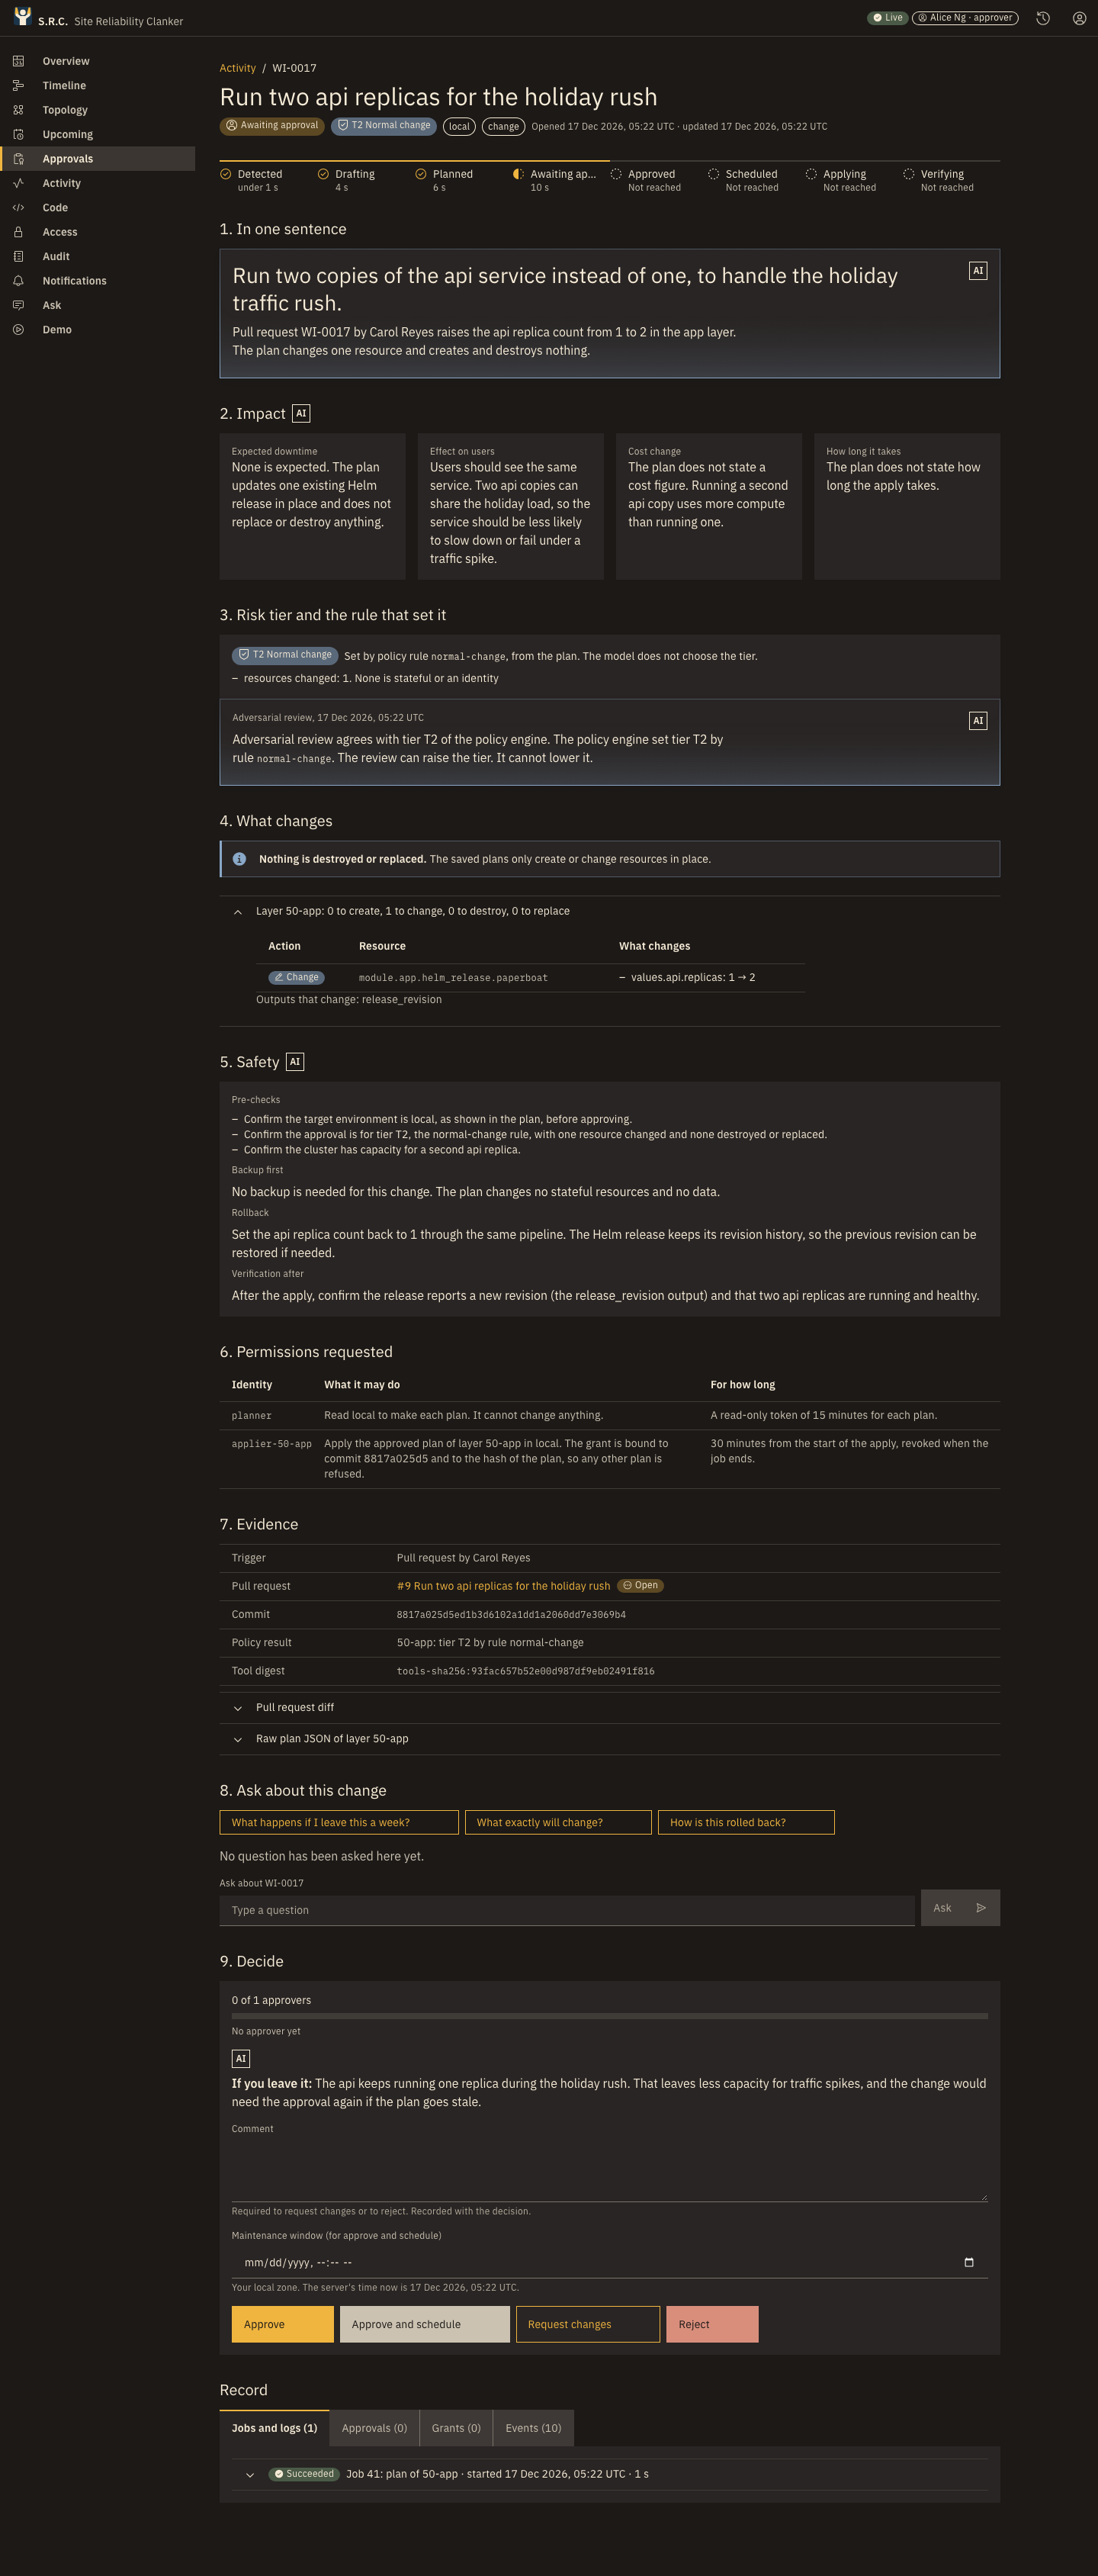 S.R.C. Site Reliability Clanker
Live
Alice Ng · approver
Overview
Timeline
Topology
Upcoming
Approvals
Activity
Code
Access
Audit
Notifications
Ask
Demo
Activity / WI-0017
Run two api replicas for the holiday rush
Awaiting approval T2 Normal change local change Opened 17 Dec 2026, 05:22 UTC · updated 17 Dec 2026, 05:22 UTC
Detected Drafting Planned Awaiting ap... Approved Scheduled Applying Verifying
under 1 s 4 s 6 s 10 s Not reached Not reached Not reached Not reached
1. In one sentence
Run two copies of the api service instead of one, to handle the holiday
traffic rush.
AI
Pull request WI-0017 by Carol Reyes raises the api replica count from 1 to 2 in the app layer.
The plan changes one resource and creates and destroys nothing.
2. Impact AI
Expected downtime
None is expected. The plan
updates one existing Helm
release in place and does not
replace or destroy anything.
Effect on users
Users should see the same
service. Two api copies can
share the holiday load, so the
service should be less likely
to slow down or fail under a
traffic spike.
Cost change
The plan does not state a
cost figure. Running a second
api copy uses more compute
than running one.
How long it takes
The plan does not state how
long the apply takes.
3. Risk tier and the rule that set it
T2 Normal change Set by policy rule normal-change, from the plan. The model does not choose the tier.
– resources changed: 1. None is stateful or an identity
Adversarial review, 17 Dec 2026, 05:22 UTC
AI
Adversarial review agrees with tier T2 of the policy engine. The policy engine set tier T2 by
rule normal-change. The review can raise the tier. It cannot lower it.
4. What changes
Nothing is destroyed or replaced. The saved plans only create or change resources in place.
Layer 50-app: 0 to create, 1 to change, 0 to destroy, 0 to replace
Action Resource What changes
Change module.app.helm_release.paperboat – values.api.replicas: 1 → 2
Outputs that change: release_revision
5. Safety AI
Pre-checks
– Confirm the target environment is local, as shown in the plan, before approving.
– Confirm the approval is for tier T2, the normal-change rule, with one resource changed and none destroyed or replaced.
– Confirm the cluster has capacity for a second api replica.
Backup first
No backup is needed for this change. The plan changes no stateful resources and no data.
Rollback
Set the api replica count back to 1 through the same pipeline. The Helm release keeps its revision history, so the previous revision can be
restored if needed.
Verification after
After the apply, confirm the release reports a new revision (the release_revision output) and that two api replicas are running and healthy.
6. Permissions requested
Identity What it may do For how long
planner Read local to make each plan. It cannot change anything. A read-only token of 15 minutes for each plan.
applier-50-app Apply the approved plan of layer 50-app in local. The grant is bound to 30 minutes from the start of the apply, revoked when the
commit 8817a025d5 and to the hash of the plan, so any other plan is job ends.
refused.
7. Evidence
Trigger Pull request by Carol Reyes
Pull request #9 Run two api replicas for the holiday rush Open
Commit 8817a025d5ed1b3d6102a1dd1a2060dd7e3069b4
Policy result 50-app: tier T2 by rule normal-change
Tool digest tools-sha256:93fac657b52e00d987df9eb02491f816
Pull request diff
Raw plan JSON of layer 50-app
8. Ask about this change
What happens if I leave this a week? What exactly will change? How is this rolled back?
No question has been asked here yet.
Ask about WI-0017
Type a question
Ask
9. Decide
0 of 1 approvers
No approver yet
AI
If you leave it: The api keeps running one replica during the holiday rush. That leaves less capacity for traffic spikes, and the change would
need the approval again if the plan goes stale.
Comment
Required to request changes or to reject. Recorded with the decision.
Maintenance window (for approve and schedule)
mm/dd/yyyy, --:-- --
Your local zone. The server's time now is 17 Dec 2026, 05:22 UTC.
Approve Approve and schedule Request changes Reject
Record
Jobs and logs (1) Approvals (0) Grants (0) Events (10)
Succeeded Job 41: plan of 50-app · started 17 Dec 2026, 05:22 UTC · 1 s